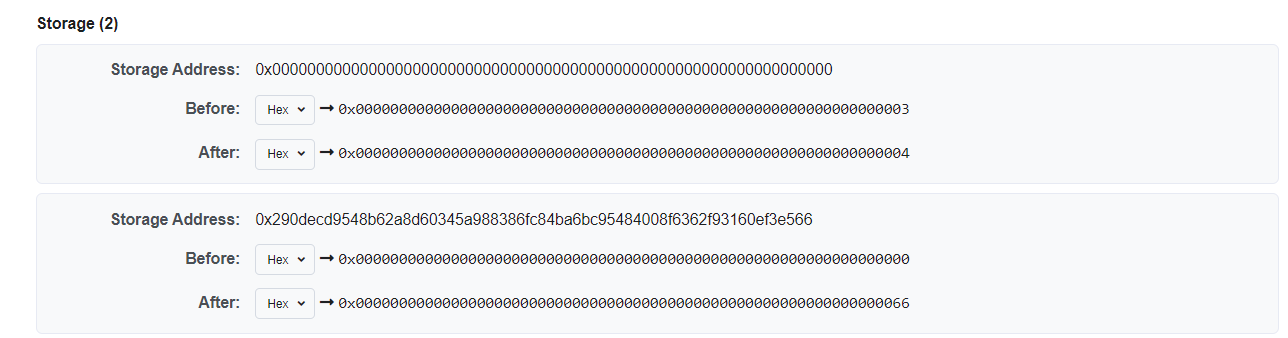 Storage (2)
Storage Address: 0x0000000000000000000000000000000000000000000000000000000000000000
Before: Hex → 0x0000000000000000000000000000000000000000000000000000000000000003
After: Hex → 0x0000000000000000000000000000000000000000000000000000000000000004
Storage Address: 0x290decd9548b62a8d60345a988386fc84ba6bc95484008f6362f93160ef3e566
Before: Hex → 0x0000000000000000000000000000000000000000000000000000000000000000
After: Hex → 0x0000000000000000000000000000000000000000000000000000000000000066